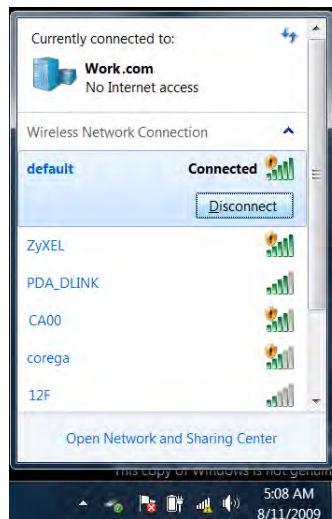 Currently connected to:
Work.com
No Internet access
Wireless Network Connection
default Connected
Disconnect
ZyXEL
PDA_DLINK
CA00
corega
12F
Open Network and Sharing Center
This copy of Windows is not genuin
5:08 AM
8/11/2009